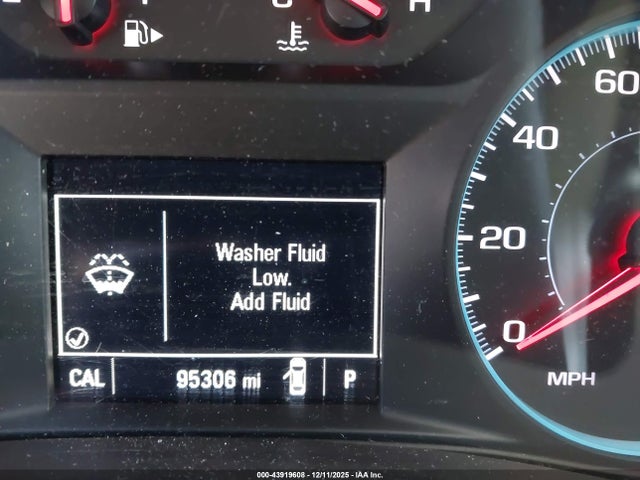 H
60
40
20
0
MPH
Washer Fluid
Low.
Add Fluid
CAL
95306 mi
P
000-43919608 - 12/11/2025 - IAA Inc.